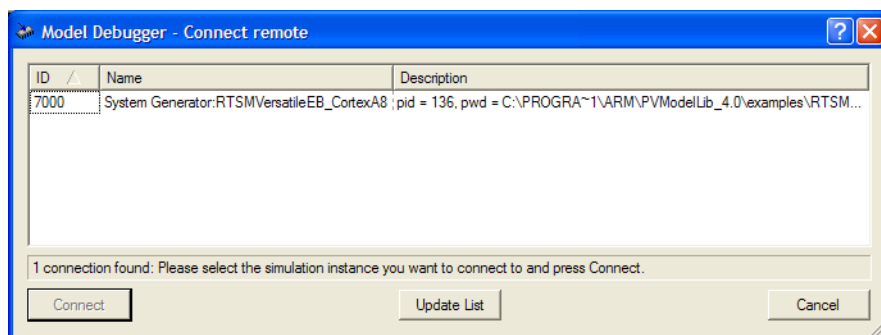 Model Debugger - Connect remote
ID Name Description
7000 System Generator:RTSMVersatileEB_CortexA8 pid = 136, pwd = C:\PROGRA~1\ARM\PVModelLib_4.0\examples\RTSM...
1 connection found: Please select the simulation instance you want to connect to and press Connect.
Connect Update List Cancel